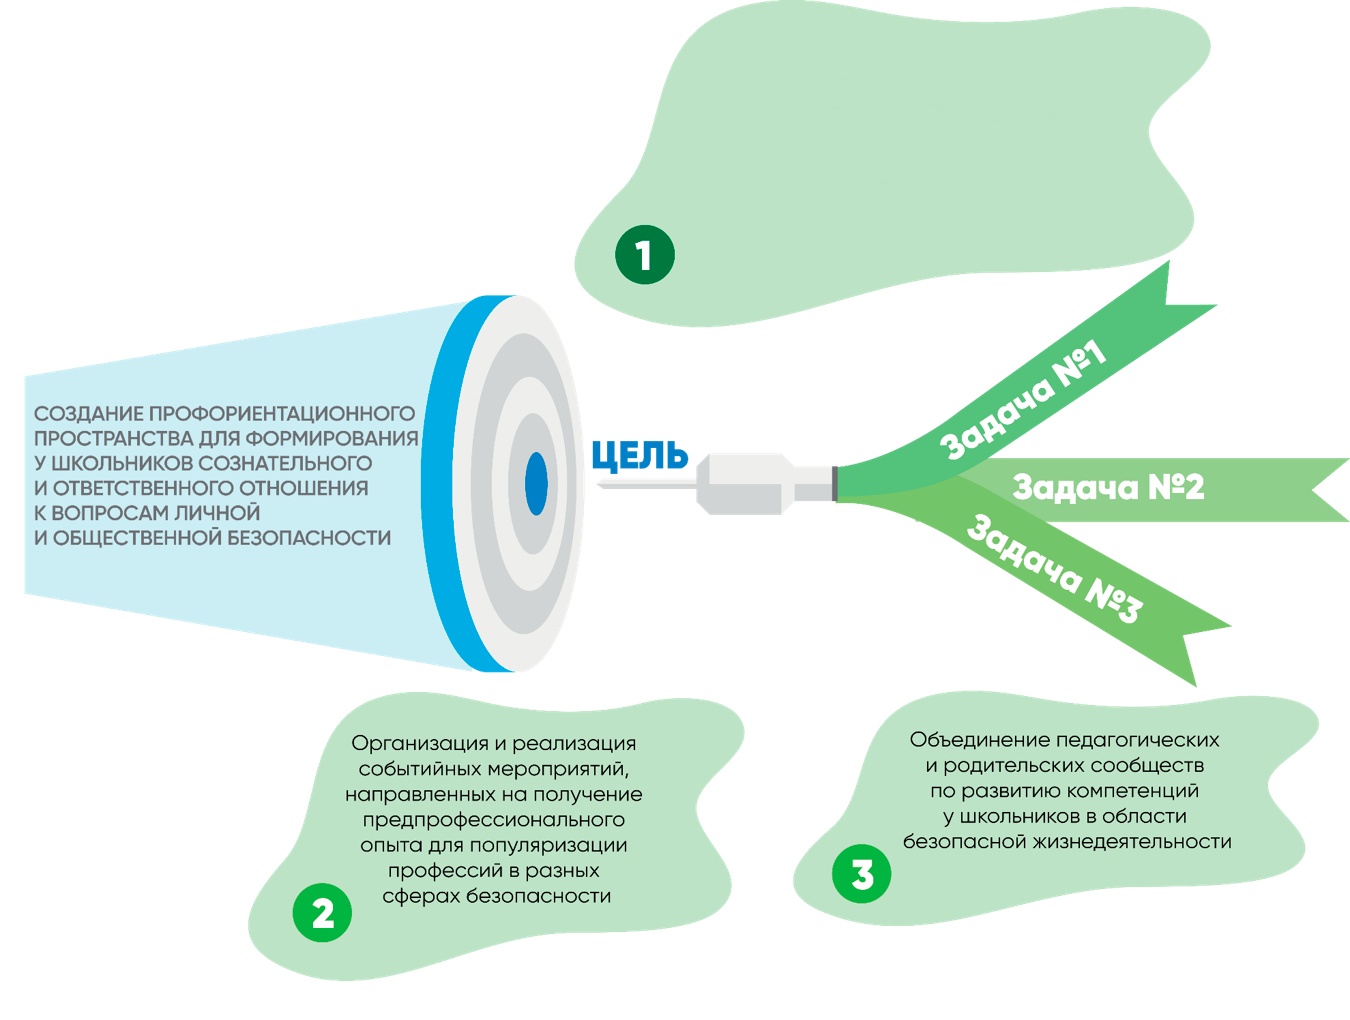 1
СОЗДАНИЕ ПРОФОРИЕНТАЦИОННОГО
ПРОСТРАНСТВА ДЛЯ ФОРМИРОВАНИЯ
У ШКОЛЬНИКОВ СОЗНАТЕЛЬНОГО
И ОТВЕТСТВЕННОГО ОТНОШЕНИЯ
К ВОПРОСАМ ЛИЧНОЙ
И ОБЩЕСТВЕННОЙ БЕЗОПАСНОСТИ
ЦЕЛЬ
Задача №1
Задача №2
Задача №3
Организация и реализация
событийных мероприятий,
направленных на получение
предпрофессионального
опыта для популяризации
профессий в разных
сферах безопасности
2
Объединение педагогических
и родительских сообществ
по развитию компетенций
у школьников в области
безопасной жизнедеятельности
3